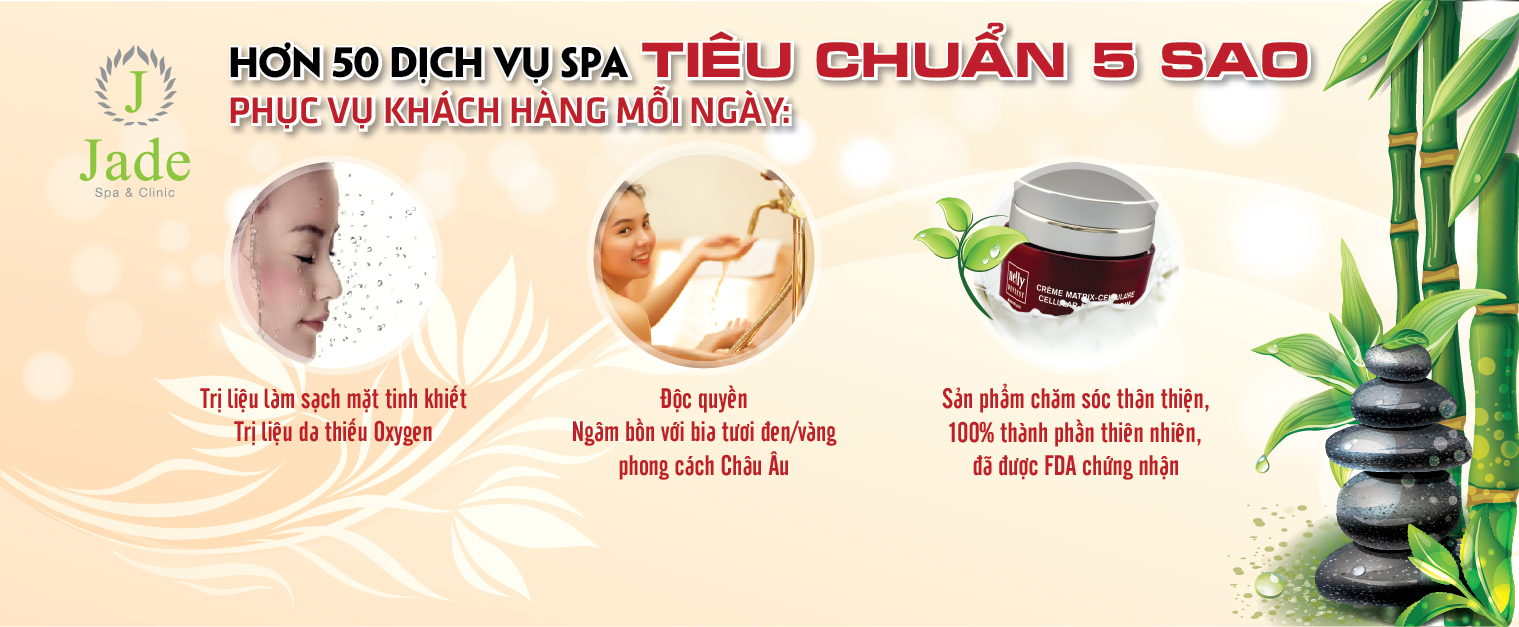 J
Jade
Spa & Clinic
HƠN 50 DỊCH VỤ SPA TIÊU CHUẨN 5 SAO
PHỤC VỤ KHÁCH HÀNG MỖI NGÀY:
Trị liệu làm sạch mặt tinh khiết
Trị liệu da thiếu Oxygen
Độc quyền
Ngâm bồn với bia tươi đen/vàng
phong cách Châu Âu
nelly
CRÈME MATRIX-CELLULAIRE
CELLULAR
Sản phẩm chăm sóc thân thiện,
100% thành phần thiên nhiên,
đã được FDA chứng nhận